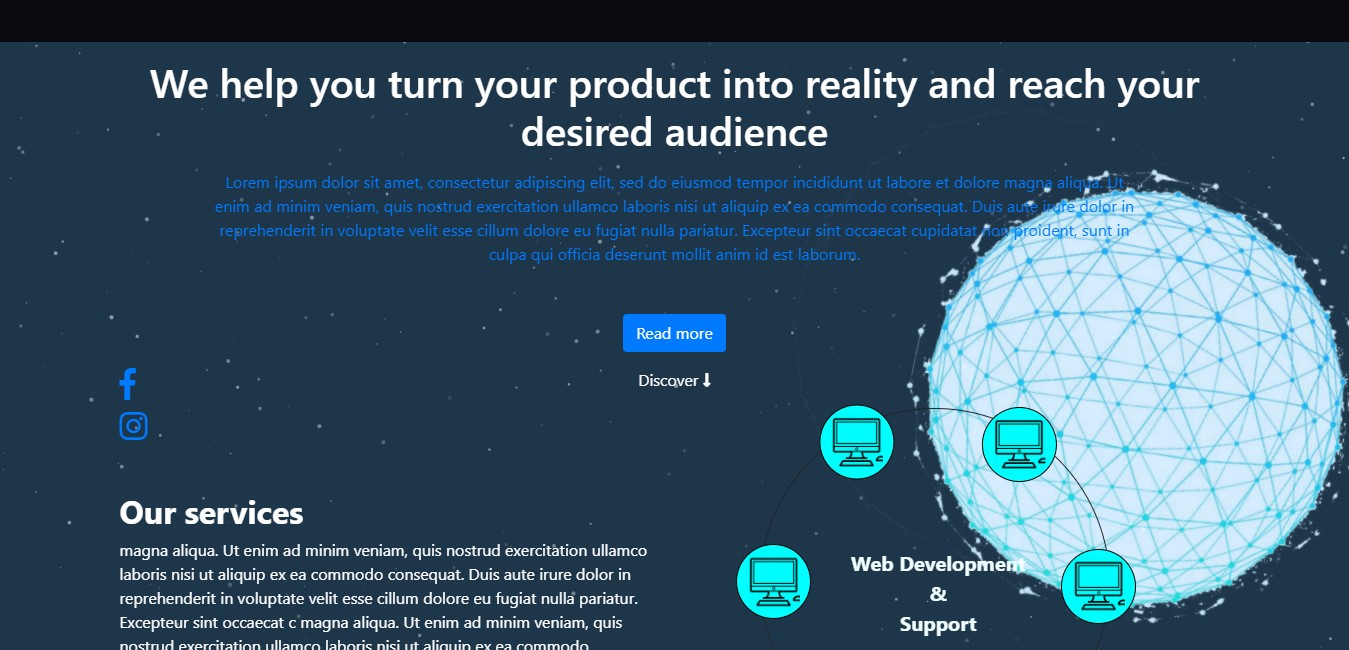 We help you turn your product into reality and reach your
desired audience
Lorem ipsum dolor sit amet, consectetur adipiscing elit, sed do eiusmod tempor incididunt ut labore et dolore magna aliqua. Ut
enim ad minim veniam, quis nostrud exercitation ullamco laboris nisi ut aliquip ex ea commodo consequat. Duis aute irure dolor in
reprehenderit in voluptate velit esse cillum dolore eu fugiat nulla pariatur. Excepteur sint occaecat cupidatat non proident, sunt in
culpa qui officia deserunt mollit anim id est laborum.
Read more
Discover
Our services
magna aliqua. Ut enim ad minim veniam, quis nostrud exercitation ullamco
laboris nisi ut aliquip ex ea commodo consequat. Duis aute irure dolor in
reprehenderit in voluptate velit esse cillum dolore eu fugiat nulla pariatur.
Excepteur sint occaecat c magna aliqua. Ut enim ad minim veniam, quis
nostrud exercitation ullamco laboris nisi ut aliquip ex ea commodo
Web Development
&
Support